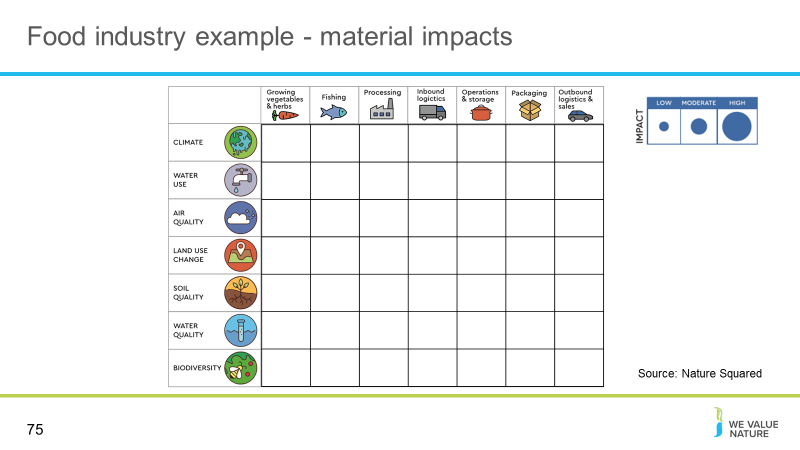 Food industry example - material impacts
Growing
vegetables
& herbs
Fishing
Processing
Inbound
logistics
Operations
& storage
Packaging
Outbound
logistics &
sales
IMPACT
LOW
MODERATE
HIGH
CLIMATE
WATER
USE
AIR
QUALITY
LAND USE
CHANGE
SOIL
QUALITY
WATER
QUALITY
BIODIVERSITY
Source: Nature Squared
75
WE VALUE
NATURE